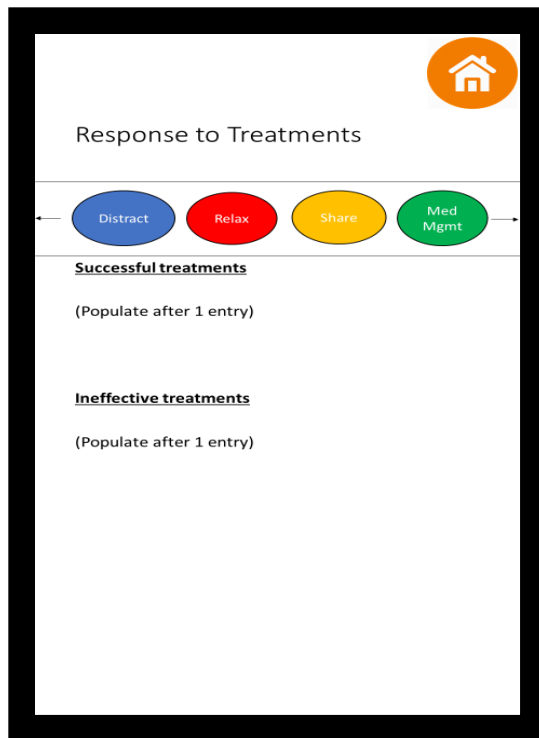 Response to Treatments
Distract
Relax
Share
Med
Mgmt
Successful treatments
(Populate after 1 entry)
Ineffective treatments
(Populate after 1 entry)